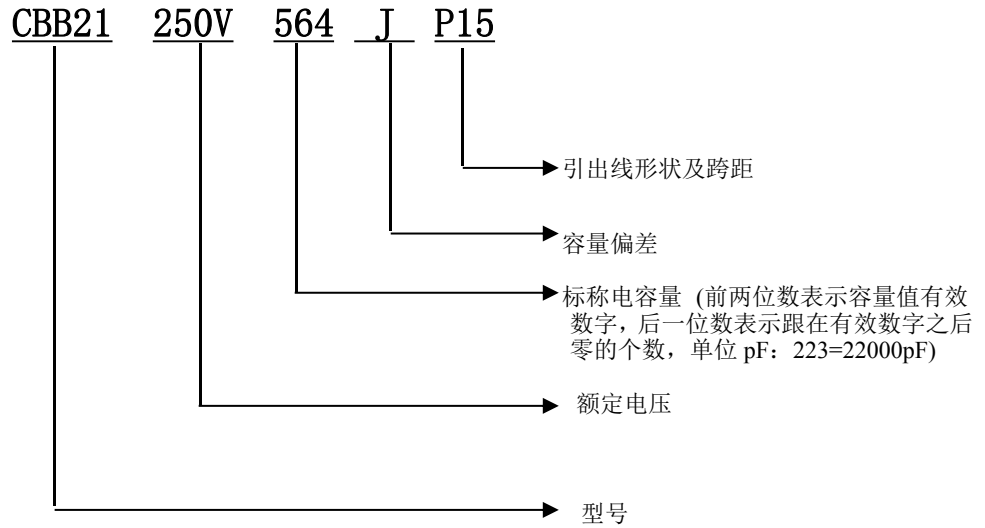 CBB21 250V 564 J P15
引出线形状及跨距
容量偏差
标称电容量 (前两位数表示容量值有效
数字，后一位数表示跟在有效数字之后
零的个数，单位 pF：223=22000pF)
额定电压
型号